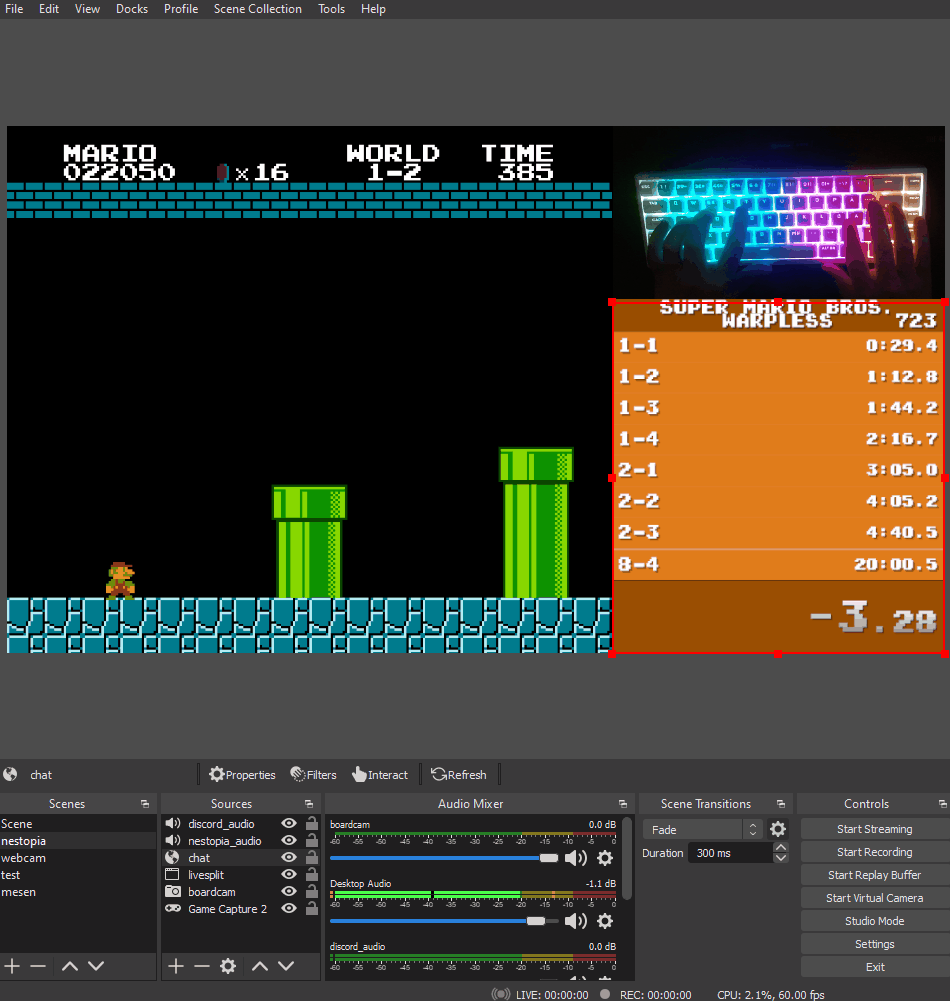 File Edit View Docks Profile Scene Collection Tools Help
MARIO WORLD TIME
022050 ×16 1-2 385
SUPER MARIO BROS.
WARPLESS 723
1-1 0:29.4
1-2 1:12.8
1-3 1:44.2
1-4 2:16.7
2-1 3:05.0
2-2 4:05.2
2-3 4:40.5
8-4 20:00.5
-3.28
chat Properties Filters Interact Refresh
Scenes
Scene
nestopia
webcam
test
mesen
Sources
discord_audio
nestopia_audio
chat
livesplit
boardcam
Game Capture 2
Audio Mixer
boardcam 0.0 dB
-60 -55 -50 -45 -40 -35 -30 -25 -20 -15 -10 -5 0
Desktop Audio -1.1 dB
-60 -55 -50 -45 -40 -35 -30 -25 -20 -15 -10 -5 0
discord_audio 0.0 dB
-60 -55 -50 -45 -40 -35 -30 -25 -20 -15 -10 -5 0
Scene Transitions
Fade
Duration 300 ms
Controls
Start Streaming
Start Recording
Start Replay Buffer
Start Virtual Camera
Studio Mode
Settings
Exit
LIVE: 00:00:00 REC: 00:00:00 CPU: 2.1%, 60.00 fps